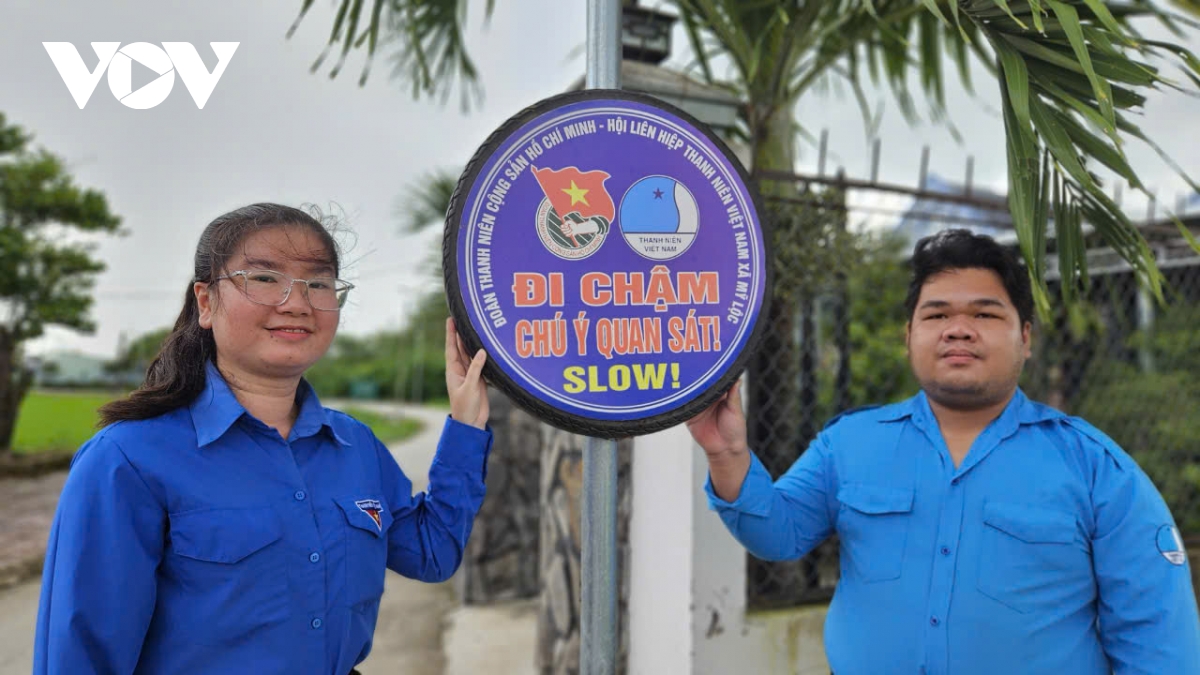 VOV
ĐOÀN THANH NIÊN CỘNG SẢN HỒ CHÍ MINH - HỘI LIÊN HIỆP THANH NIÊN VIỆT NAM XÃ MỸ LỘC
THANH NIÊN
VIỆT NAM
ĐI CHẬM
CHÚ Ý QUAN SÁT!
SLOW!